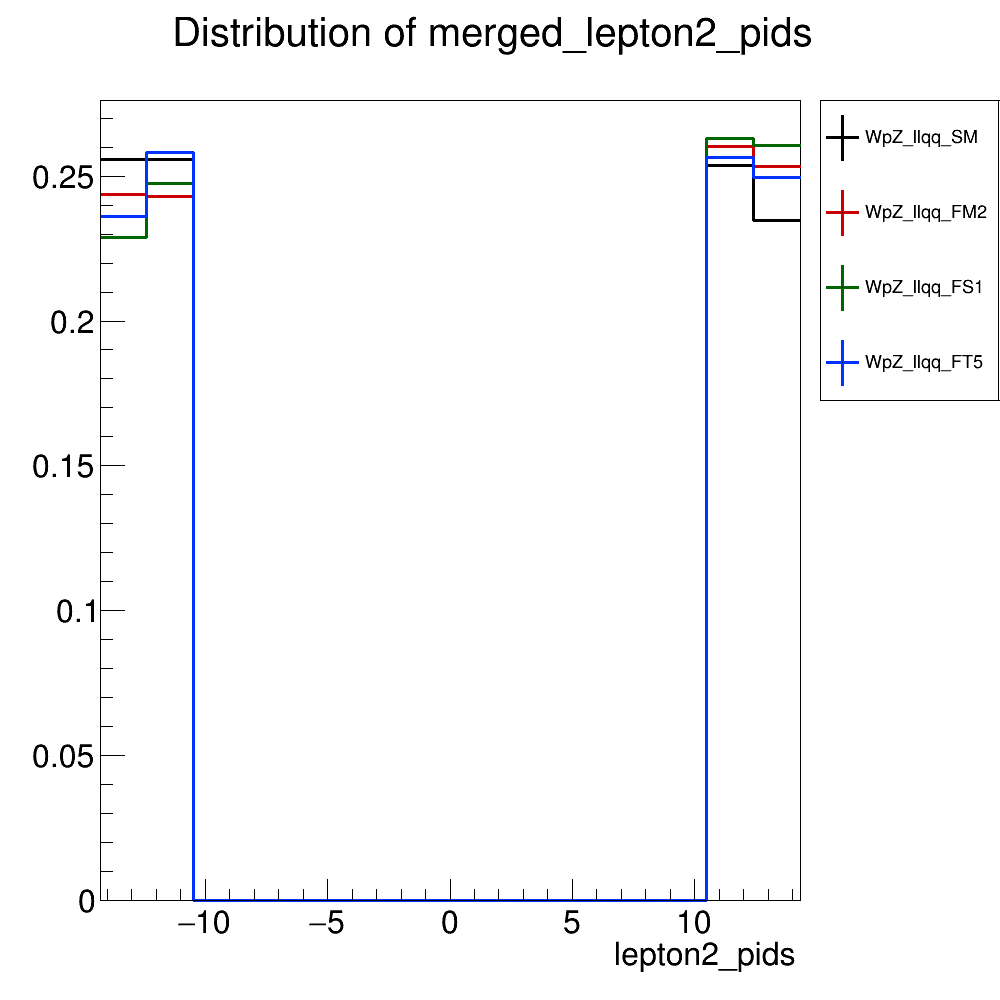 Distribution of merged_lepton2_pids
WpZ_llqq_SM
WpZ_llqq_FM2
WpZ_llqq_FS1
WpZ_llqq_FT5
0.25
0.2
0.15
0.1
0.05
0
−10
−5
0
5
10
lepton2_pids